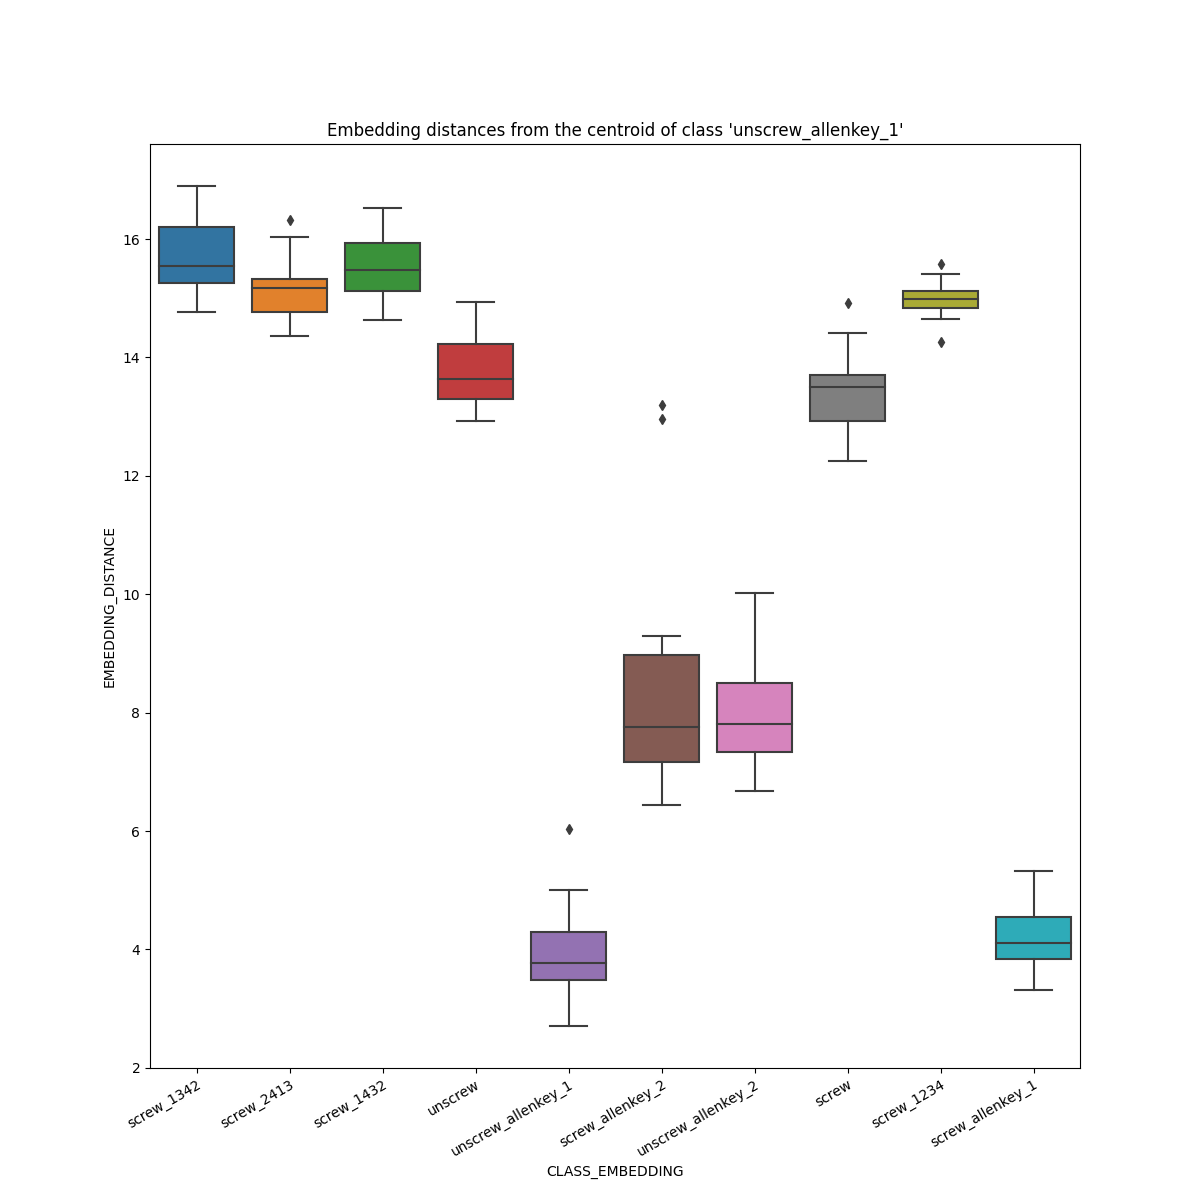 Embedding distances from the centroid of class 'unscrew_allenkey_1'
16
14
12
10
8
6
4
2
EMBEDDING_DISTANCE
screw_1342
screw_2413
screw_1432
unscrew
unscrew_allenkey_1
screw_allenkey_2
unscrew_allenkey_2
screw
screw_1234
screw_allenkey_1
CLASS_EMBEDDING